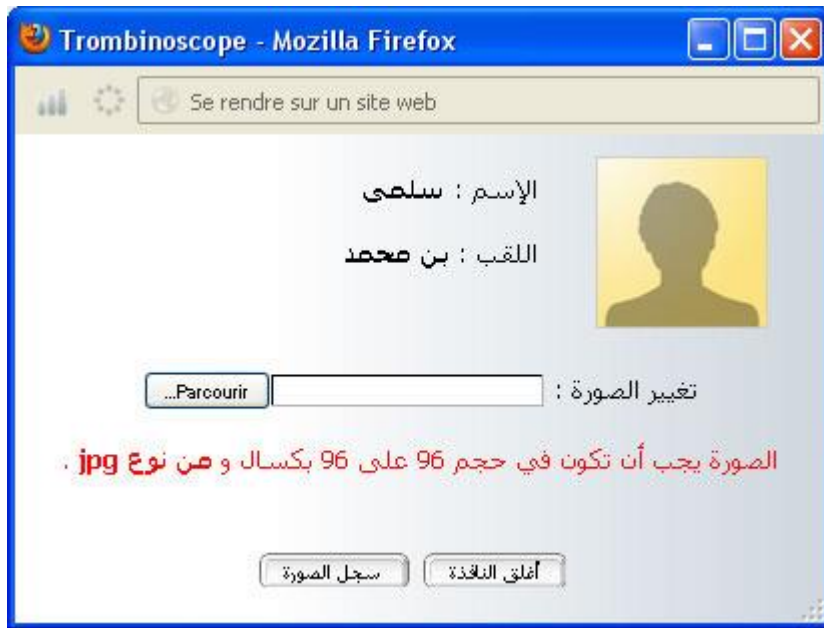 Trombinoscope - Mozilla Firefox
Se rendre sur un site web
الإسم : سلمى
اللقب : بن محمد
تغيير الصورة : Parcourir...
الصورة يجب أن تكون في حجم 96 على 96 بكسال و من نوع jpg .
أغلق النافذة سجل الصورة